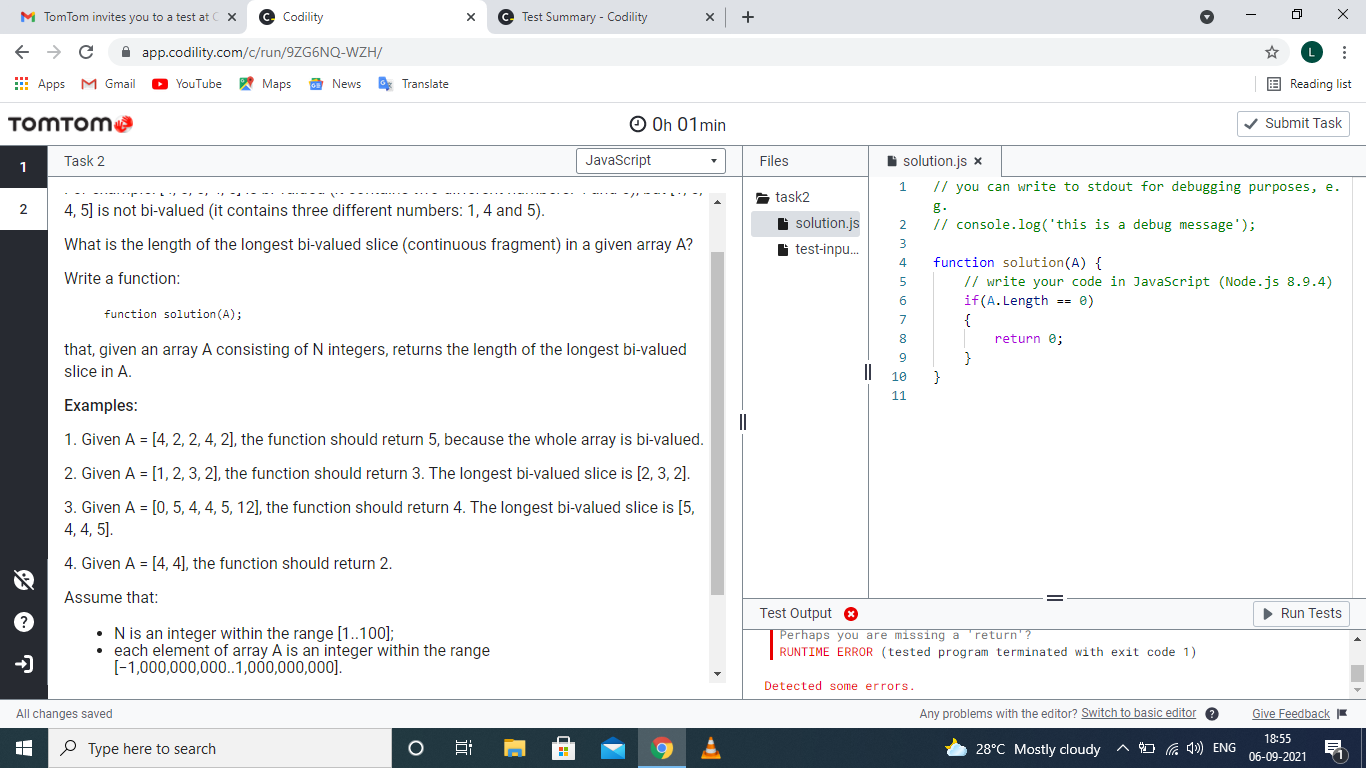 TomTom invites you to a test at C
Codility
Test Summary - Codility
app.codility.com/c/run/9ZG6NQ-WZH/
L
Apps
Gmail
YouTube
Maps
News
Translate
Reading list
TOMTOM
0h 01min
Submit Task
1
2
Task 2
JavaScript
4, 5] is not bi-valued (it contains three different numbers: 1, 4 and 5).
What is the length of the longest bi-valued slice (continuous fragment) in a given array A?
Write a function:
function solution(A);
that, given an array A consisting of N integers, returns the length of the longest bi-valued
slice in A.
Examples:
1. Given A = [4, 2, 2, 4, 2], the function should return 5, because the whole array is bi-valued.
2. Given A = [1, 2, 3, 2], the function should return 3. The longest bi-valued slice is [2, 3, 2].
3. Given A = [0, 5, 4, 4, 5, 12], the function should return 4. The longest bi-valued slice is [5,
4, 4, 5].
4. Given A = [4, 4], the function should return 2.
Assume that:
• N is an integer within the range [1..100];
• each element of array A is an integer within the range
[−1,000,000,000..1,000,000,000].
Files
task2
solution.js
test-inpu...
solution.js ×
1 // you can write to stdout for debugging purposes, e.
g.
2 // console.log('this is a debug message');
3
4 function solution(A) {
5 // write your code in JavaScript (Node.js 8.9.4)
6 if(A.Length == 0)
7 {
8 return 0;
9 }
10 }
11
Test Output
Run Tests
Perhaps you are missing a 'return'?
RUNTIME ERROR (tested program terminated with exit code 1)
Detected some errors.
All changes saved
Any problems with the editor? Switch to basic editor
Give Feedback
Type here to search
28°C Mostly cloudy
ENG
18:55
06-09-2021
1